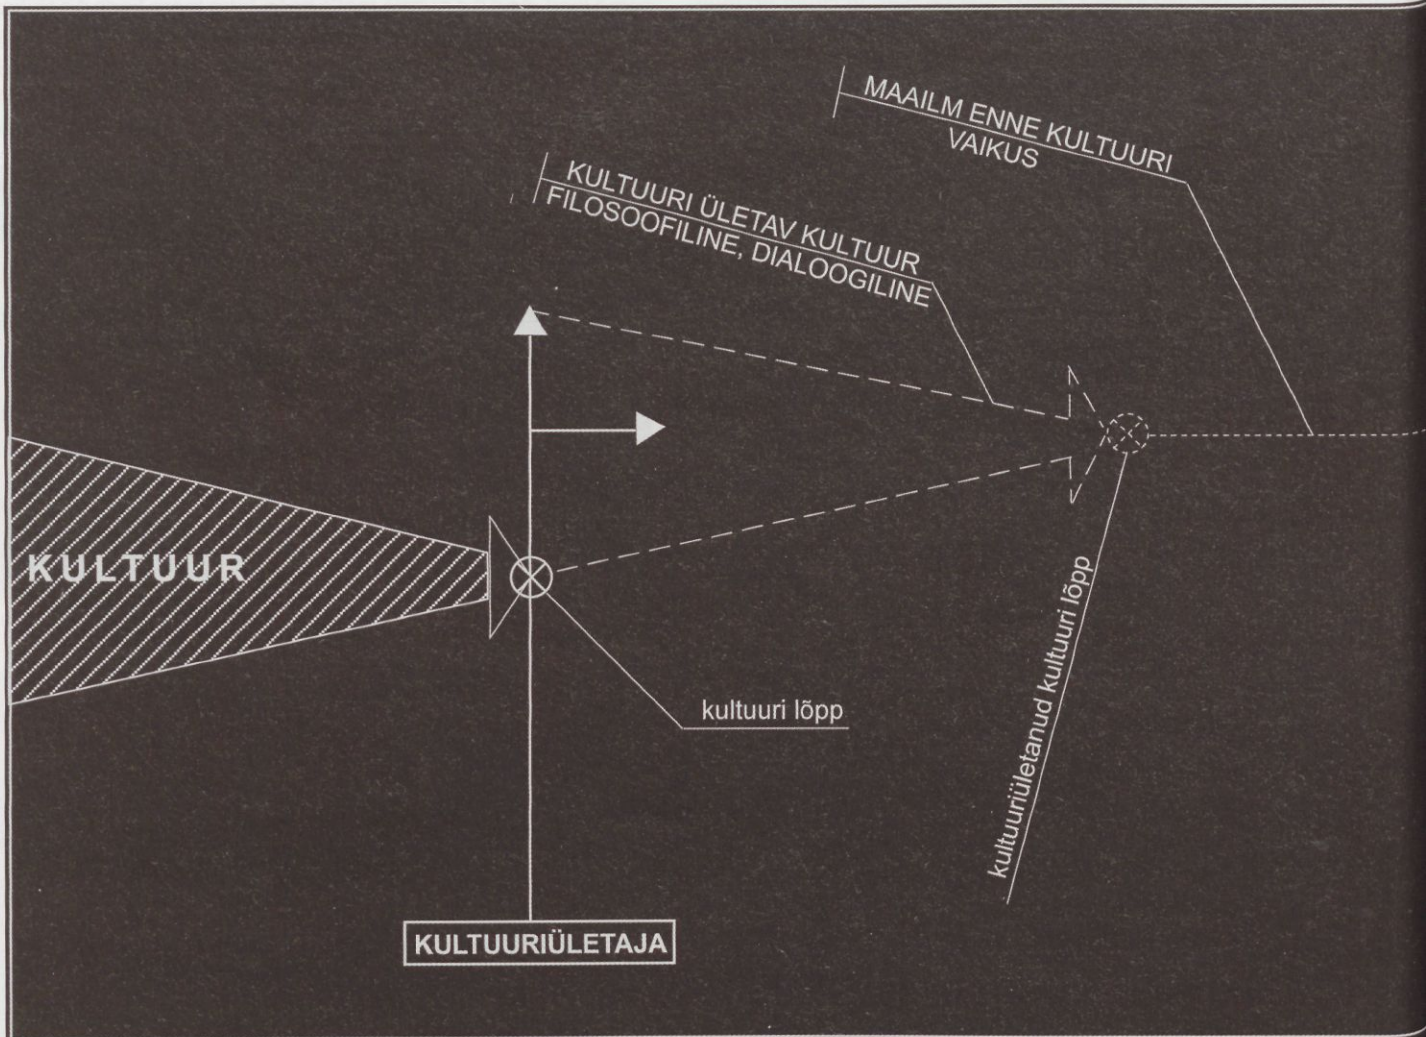 MAAILM ENNE KULTUURI
VAIKUS
KULTUURI ÜLETAV KULTUUR
FILOSOOFILINE, DIALOOGILINE
KULTUUR
kultuuri lõpp
kultuuriületanud kultuuri lõpp
KULTUURIÜLETAJA